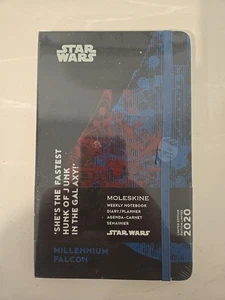 STAR
WARS
'SHE'S THE FASTEST
HUNK OF JUNK
IN THE GALAXY!'
MILLENNIUM
FALCON
MOLESKINE
WEEKLY NOTEBOOK
DIARY/PLANNER
AGENDA-CARNET
SEMAINIER
STAR WARS
LIMITED EDITION
2020